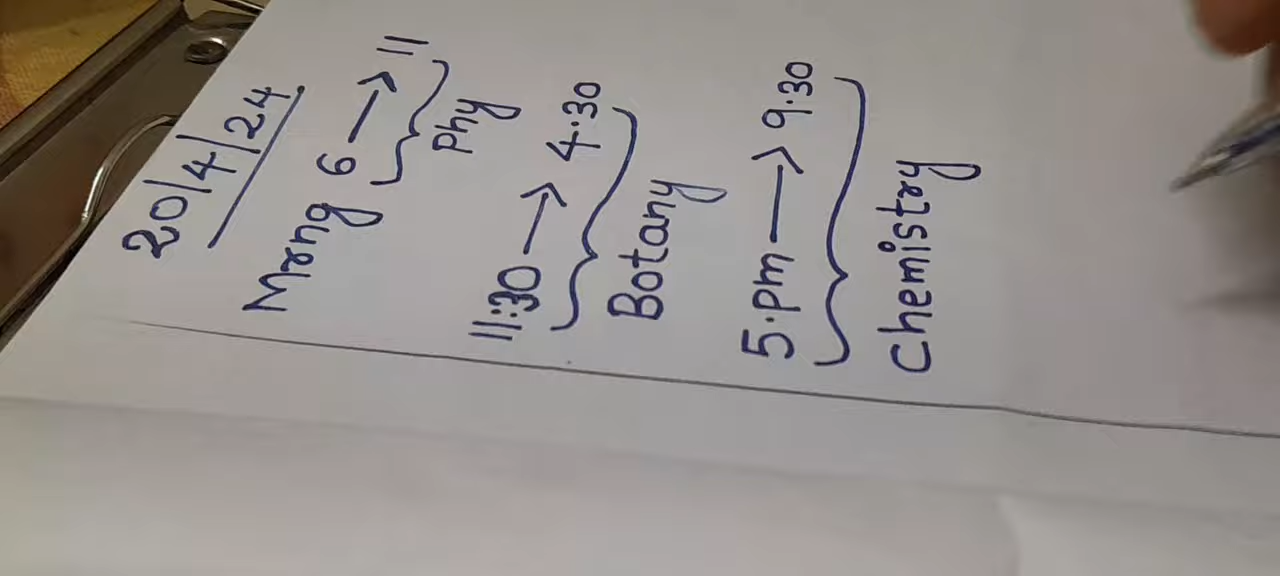 20/4/24
Mrng 6 → 11
Phy
11:30 → 4.30
Botany
5.pm → 9.30
Chemistry